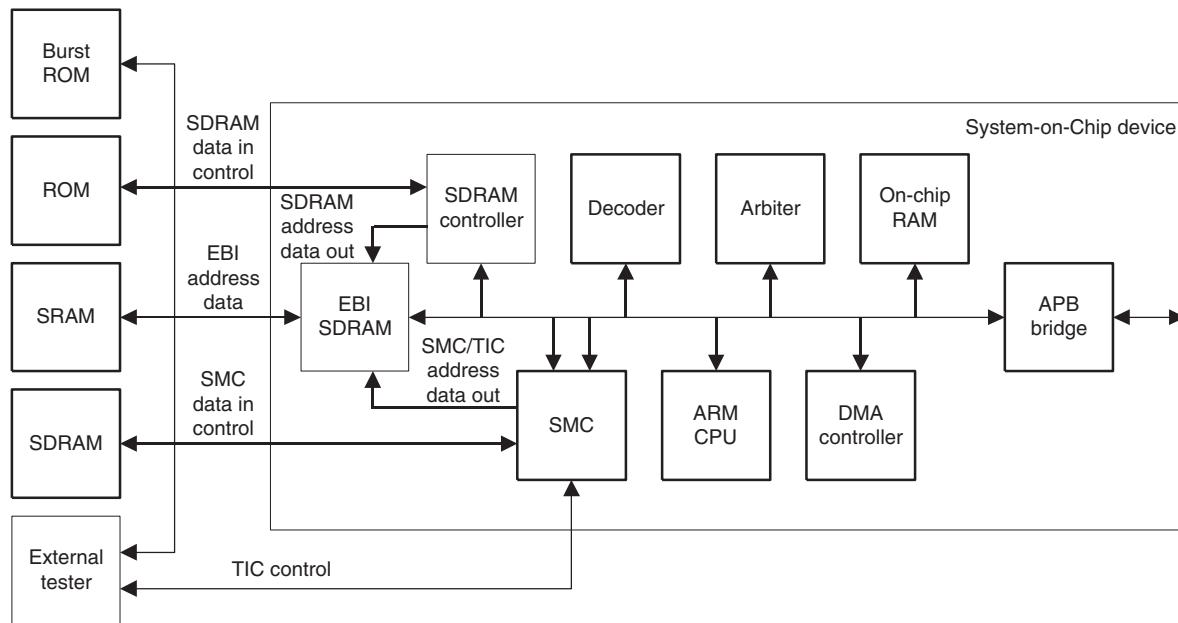 Burst
ROM
System-on-Chip device
SDRAM
data in
control
ROM
SDRAM
controller
Decoder
Arbiter
On-chip
RAM
SDRAM
address
data out
EBI
address
data
SRAM
EBI
SDRAM
APB
bridge
SMC/TIC
address
data out
SMC
data in
control
SDRAM
SMC
ARM
CPU
DMA
controller
External
tester
TIC control